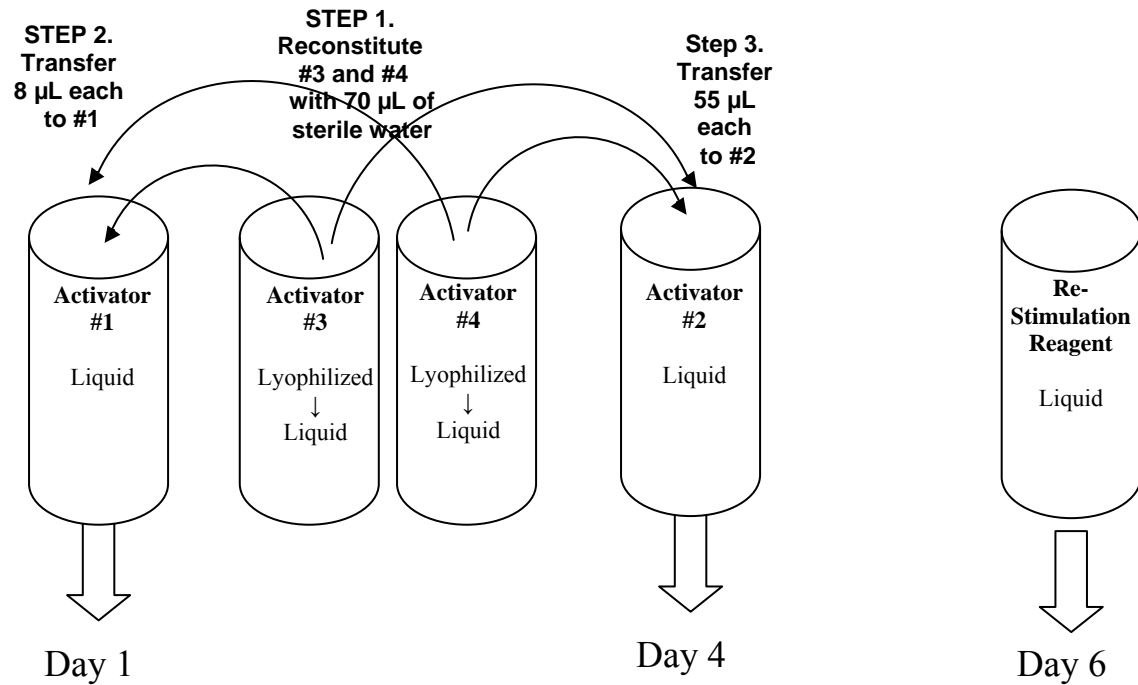 STEP 2.
Transfer
8 µL each
to #1
STEP 1.
Reconstitute
#3 and #4
with 70 µL of
sterile water
Step 3.
Transfer
55 µL
each
to #2
Activator
#1
Liquid
Activator
#3
Lyophilized
↓
Liquid
Activator
#4
Lyophilized
↓
Liquid
Activator
#2
Liquid
Re-
Stimulation
Reagent
Liquid
Day 1
Day 4
Day 6